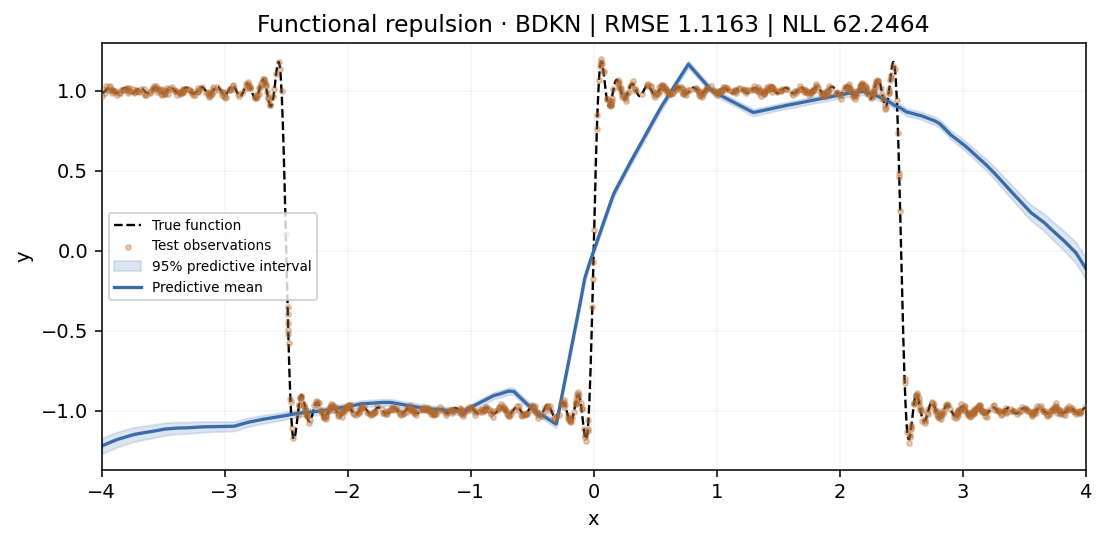 Functional repulsion · BDKN | RMSE 1.1163 | NLL 62.2464
1.0
0.5
0.0
−0.5
−1.0
y
True function
Test observations
95% predictive interval
Predictive mean
−4
−3
−2
−1
0
1
2
3
4
x